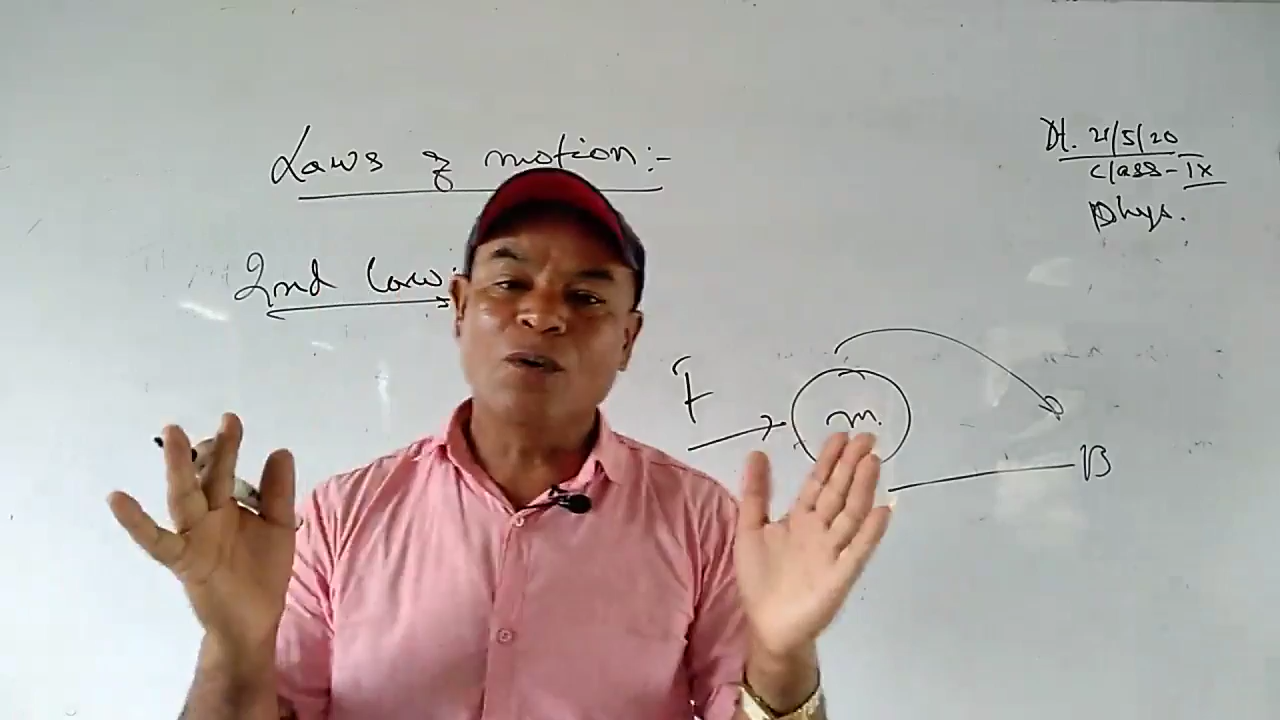 Laws of motion:-
Dt. 21/5/20
Class-IX
Phys.
2nd law:
F
m
B